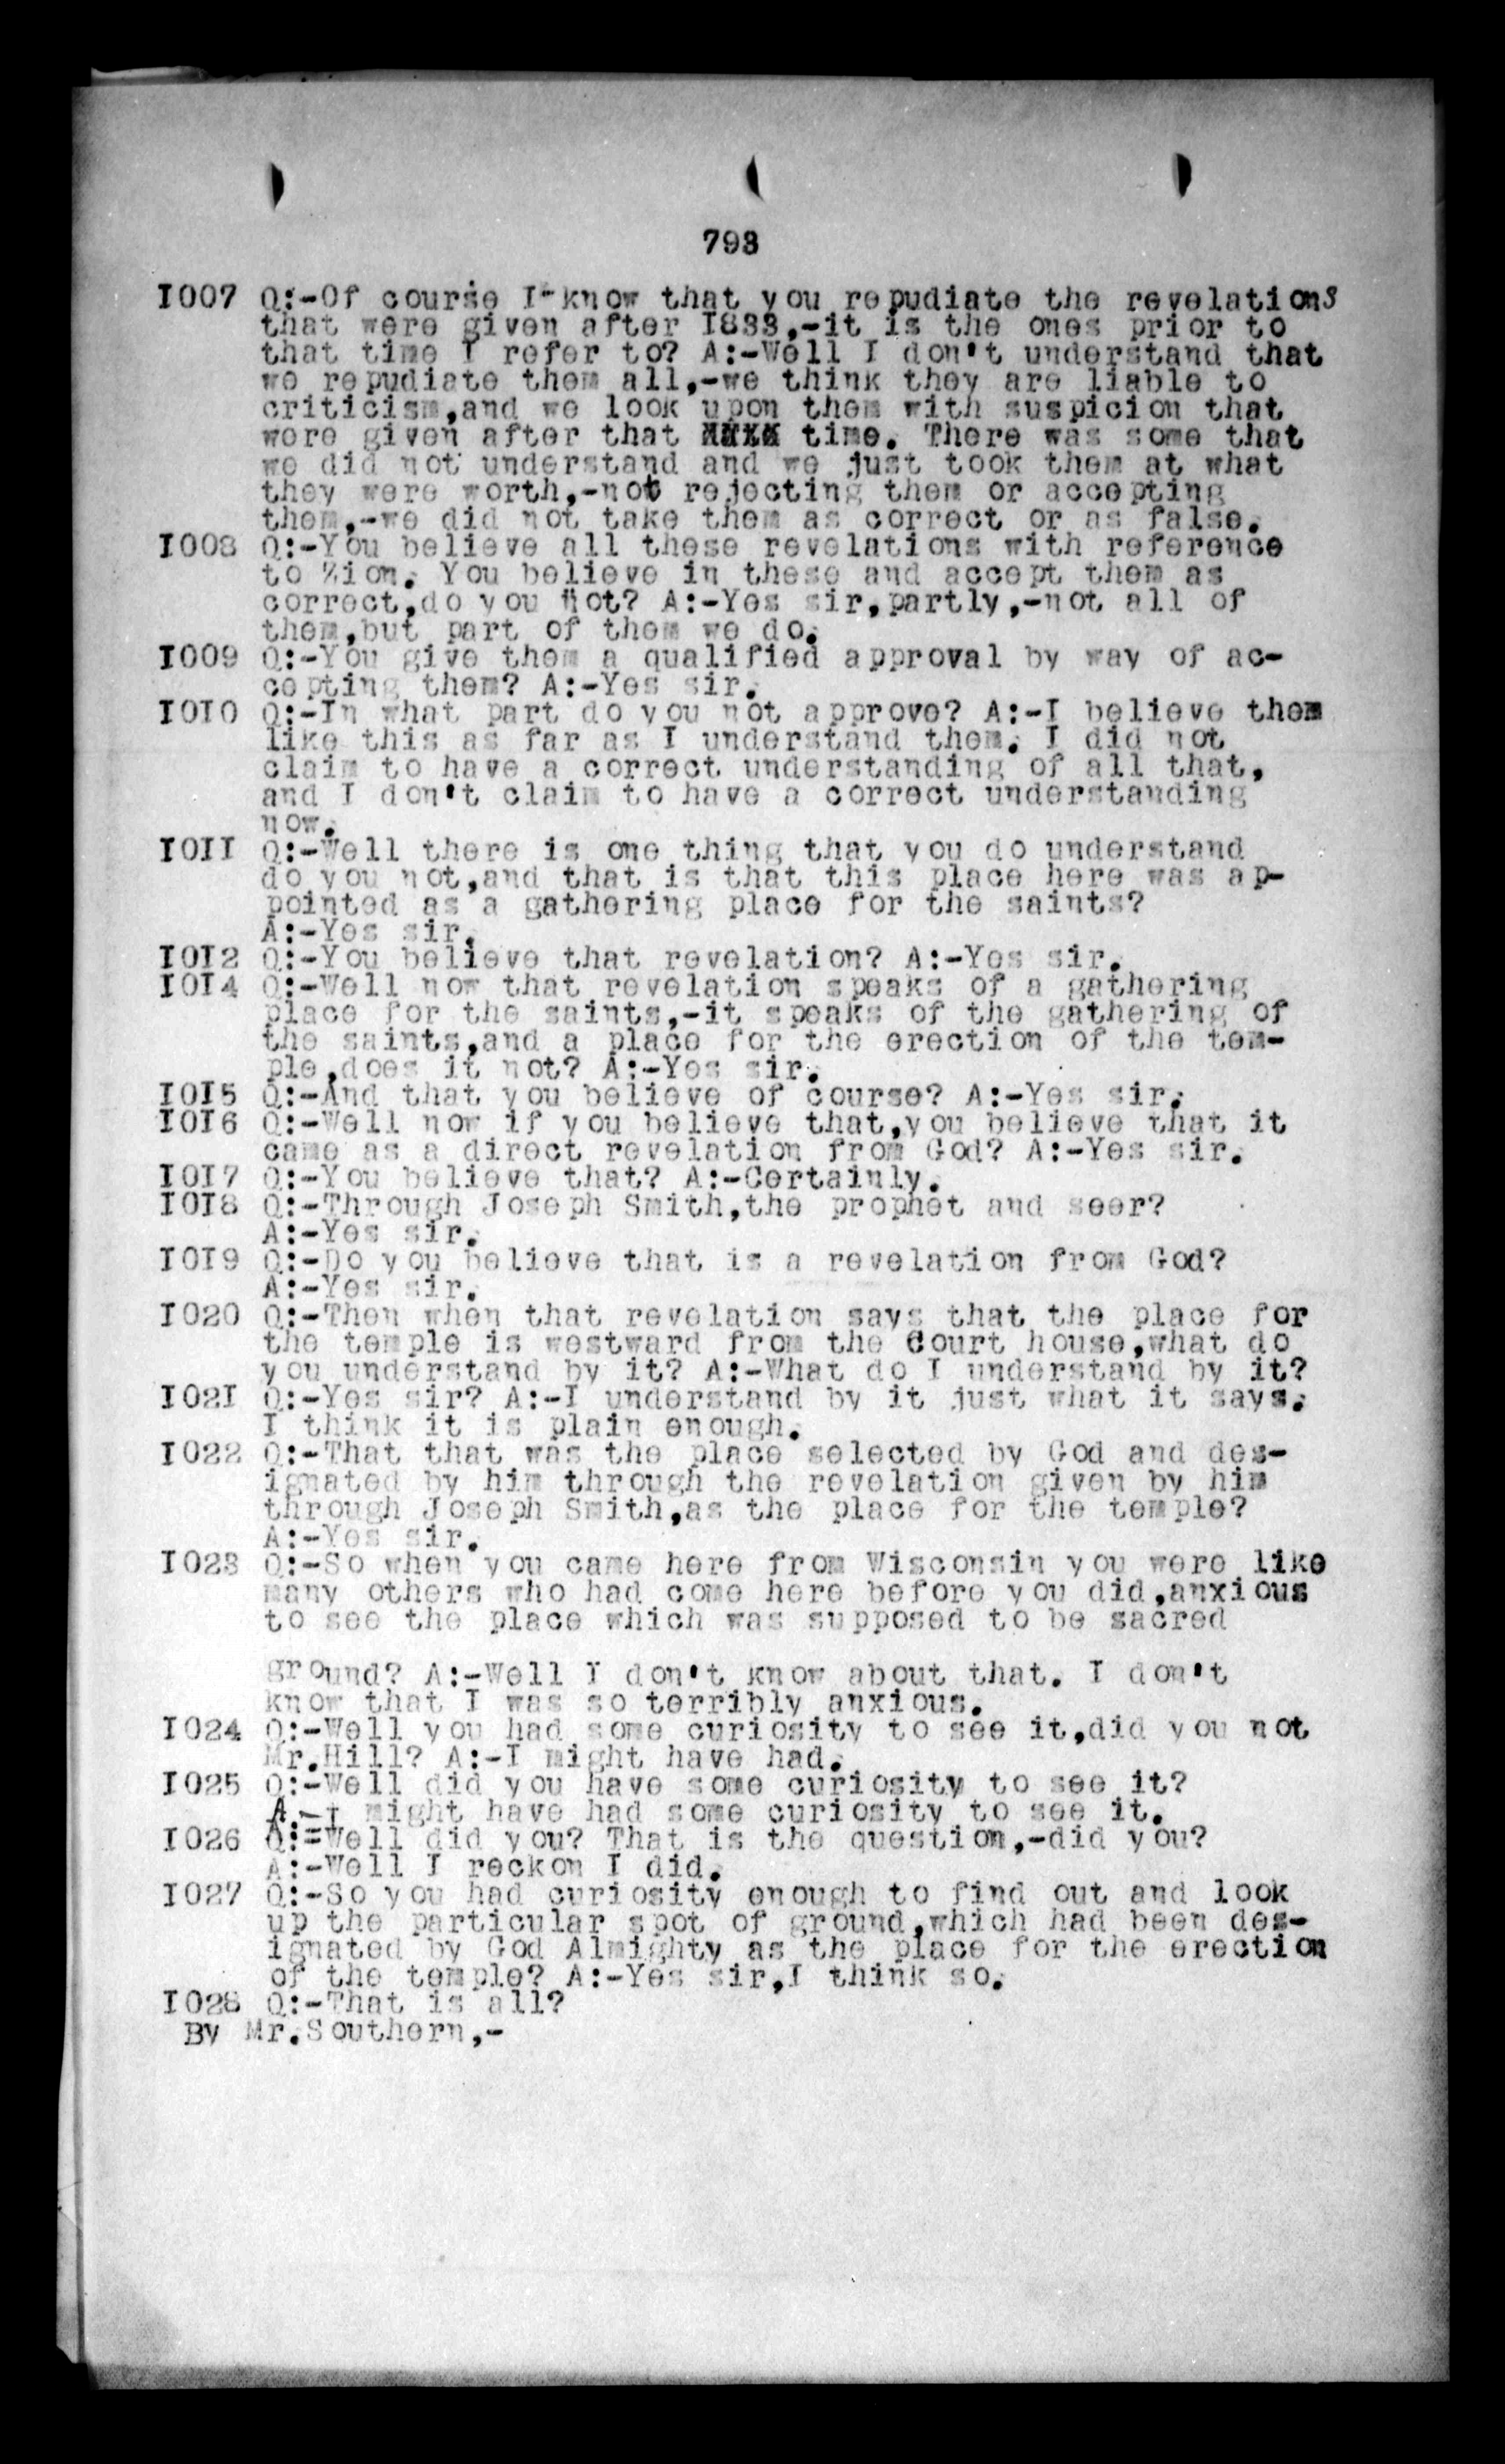 793
I007 Q:-Of course I-know that you repudiate the revelations
that were given after I833,-it is the ones prior to
that time I refer to? A:-Well I don't understand that
we repudiate them all,-we think they are liable to
criticism,and we look upon them with suspicion that
were given after that XXXX time. There was some that
we did not understand and we just took them at what
they were worth,-not rejecting them or accepting
them,-we did not take them as correct or as false.
I008 Q:-You believe all these revelations with reference
to Zion. You believe in these and accept them as
correct,do you not? A:-Yes sir,partly,-not all of
them,but part of them we do.
I009 Q:-You give them a qualified approval by way of ac-
cepting them? A:-Yes sir.
I0I0 Q:-In what part do you not approve? A:-I believe them
like this as far as I understand them. I did not
claim to have a correct understanding of all that,
and I don't claim to have a correct understanding
now.
I0II Q:-Well there is one thing that you do understand
do you not,and that is that this place here was ap-
pointed as a gathering place for the saints?
A:-Yes sir.
I0I2 Q:-You believe that revelation? A:-Yes sir.
I0I4 Q:-Well now that revelation speaks of a gathering
place for the saints,-it speaks of the gathering of
the saints,and a place for the erection of the tem-
ple,does it not? A:-Yes sir.
I0I5 Q:-And that you believe of course? A:-Yes sir.
I0I6 Q:-Well now if you believe that,you believe that it
came as a direct revelation from God? A:-Yes sir.
I0I7 Q:-You believe that? A:-Certainly.
I0I8 Q:-Through Joseph Smith,the prophet and seer?
A:-Yes sir.
I0I9 Q:-Do you believe that is a revelation from God?
A:-Yes sir.
I020 Q:-Then when that revelation says that the place for
the temple is westward from the Court house,what do
you understand by it? A:-What do I understand by it?
I02I Q:-Yes sir? A:-I understand by it just what it says.
I think it is plain enough.
I022 Q:-That that was the place selected by God and des-
ignated by him through the revelation given by him
through Joseph Smith,as the place for the temple?
A:-Yes sir.
I023 Q:-So when you came here from Wisconsin you were like
many others who had come here before you did,anxious
to see the place which was supposed to be sacred
ground? A:-Well I don't know about that. I don't
know that I was so terribly anxious.
I024 Q:-Well you had some curiosity to see it,did you not
Mr.Hill? A:-I might have had.
I025 Q:-Well did you have some curiosity to see it?
A.-I might have had some curiosity to see it.
I026 Q:=Well did you? That is the question,-did you?
A:-Well I reckon I did.
I027 Q:-So you had curiosity enough to find out and look
up the particular spot of ground,which had been des-
ignated by God Almighty as the place for the erection
of the temple? A:-Yes sir,I think so.
I028 Q:-That is all?
By Mr.Southern,-